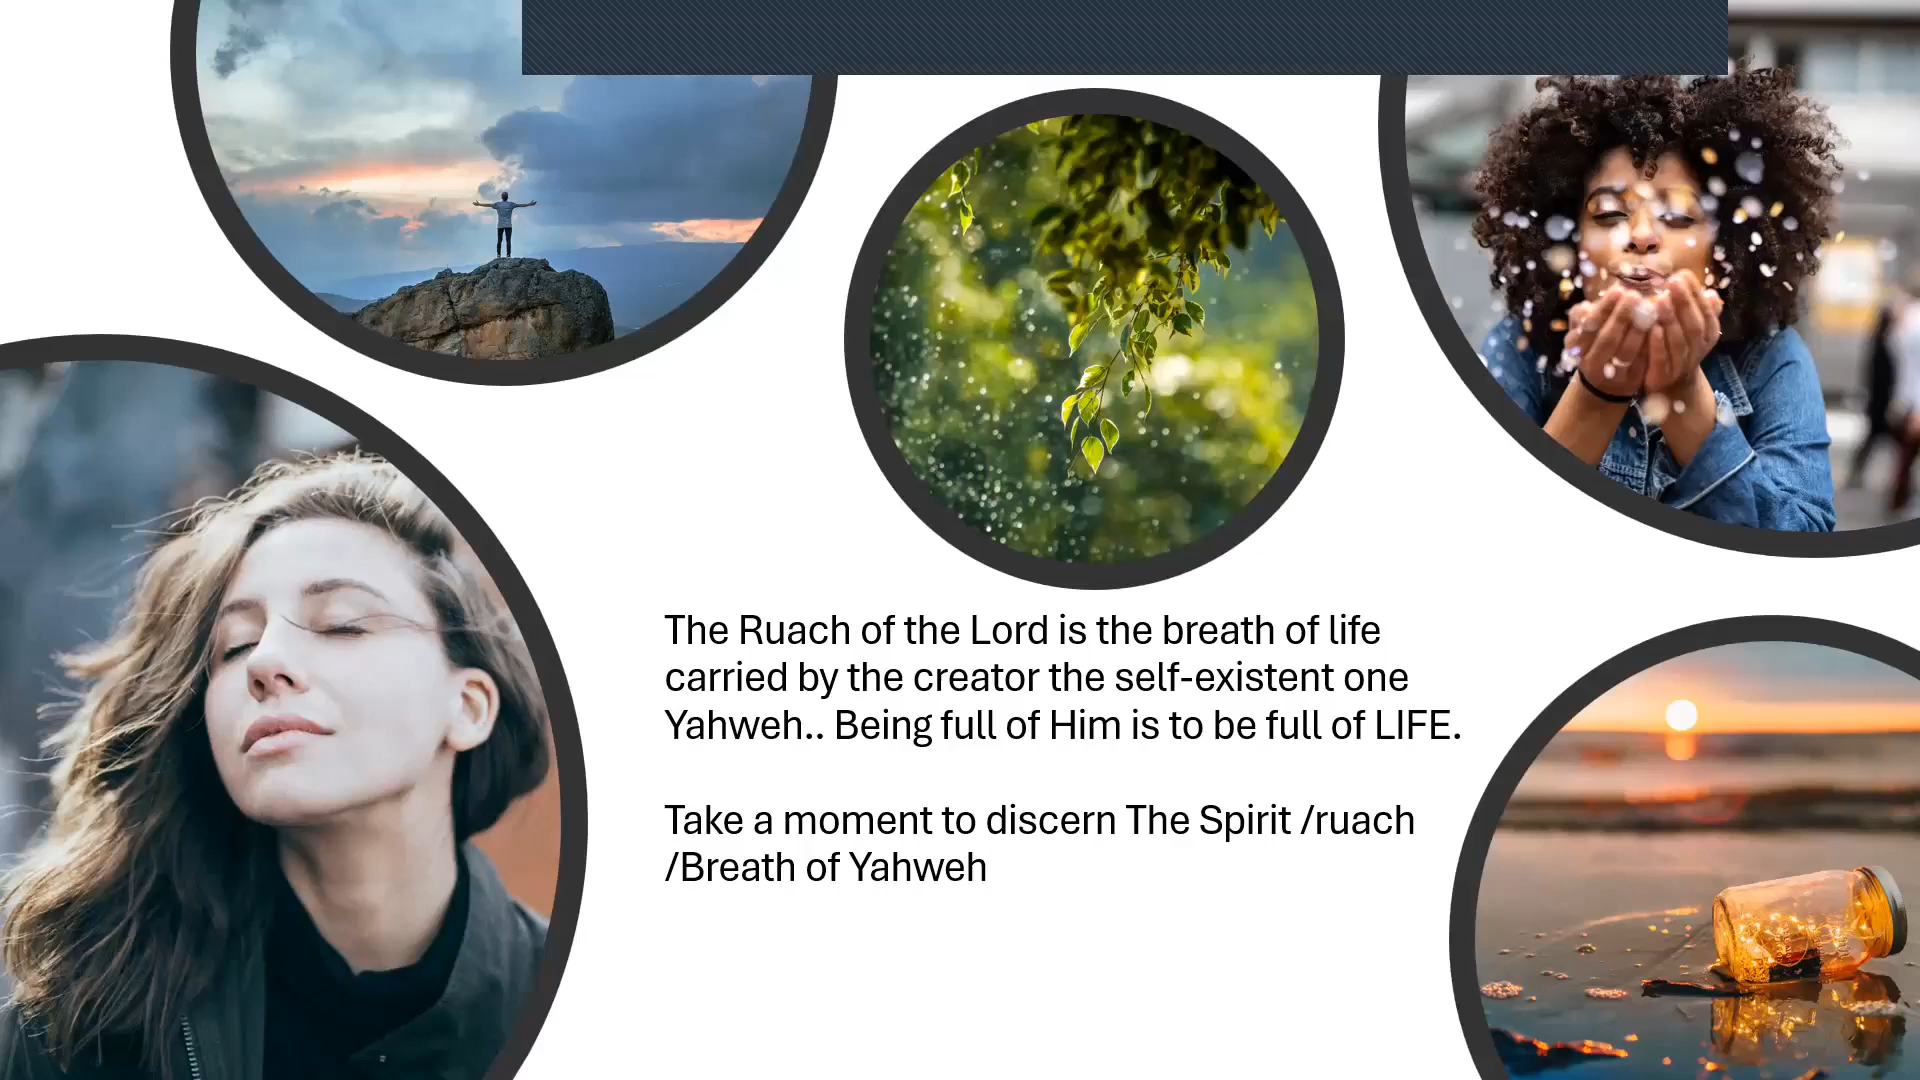 The Ruach of the Lord is the breath of life
carried by the creator the self-existent one
Yahweh.. Being full of Him is to be full of LIFE.
Take a moment to discern The Spirit /ruach
/Breath of Yahweh